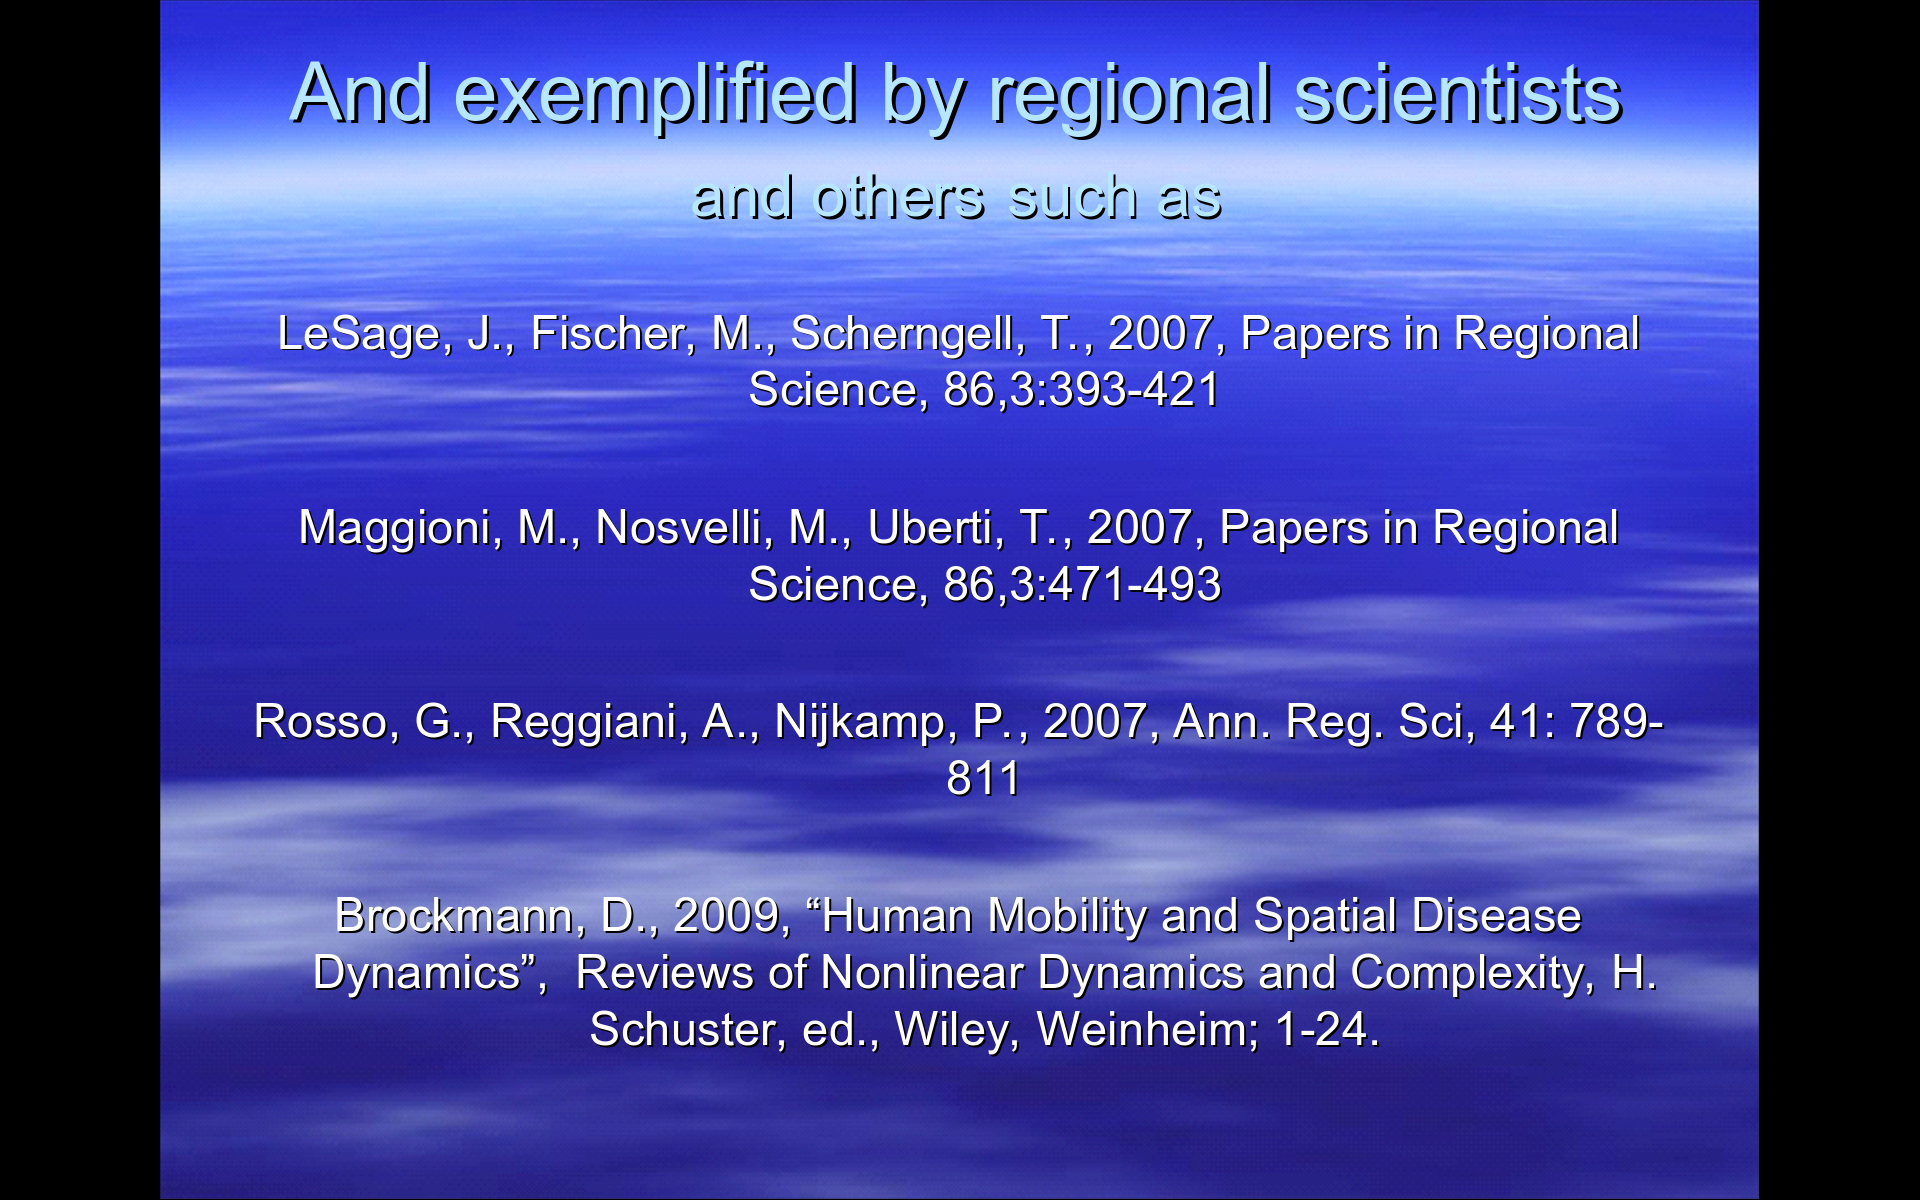 And exemplified by regional scientists
and others such as
LeSage, J., Fischer, M., Scherngell, T., 2007, Papers in Regional
Science, 86,3:393-421
Maggioni, M., Nosvelli, M., Uberti, T., 2007, Papers in Regional
Science, 86,3:471-493
Rosso, G., Reggiani, A., Nijkamp, P., 2007, Ann. Reg. Sci, 41: 789-
811
Brockmann, D., 2009, “Human Mobility and Spatial Disease
Dynamics”,  Reviews of Nonlinear Dynamics and Complexity, H.
Schuster, ed., Wiley, Weinheim; 1-24.